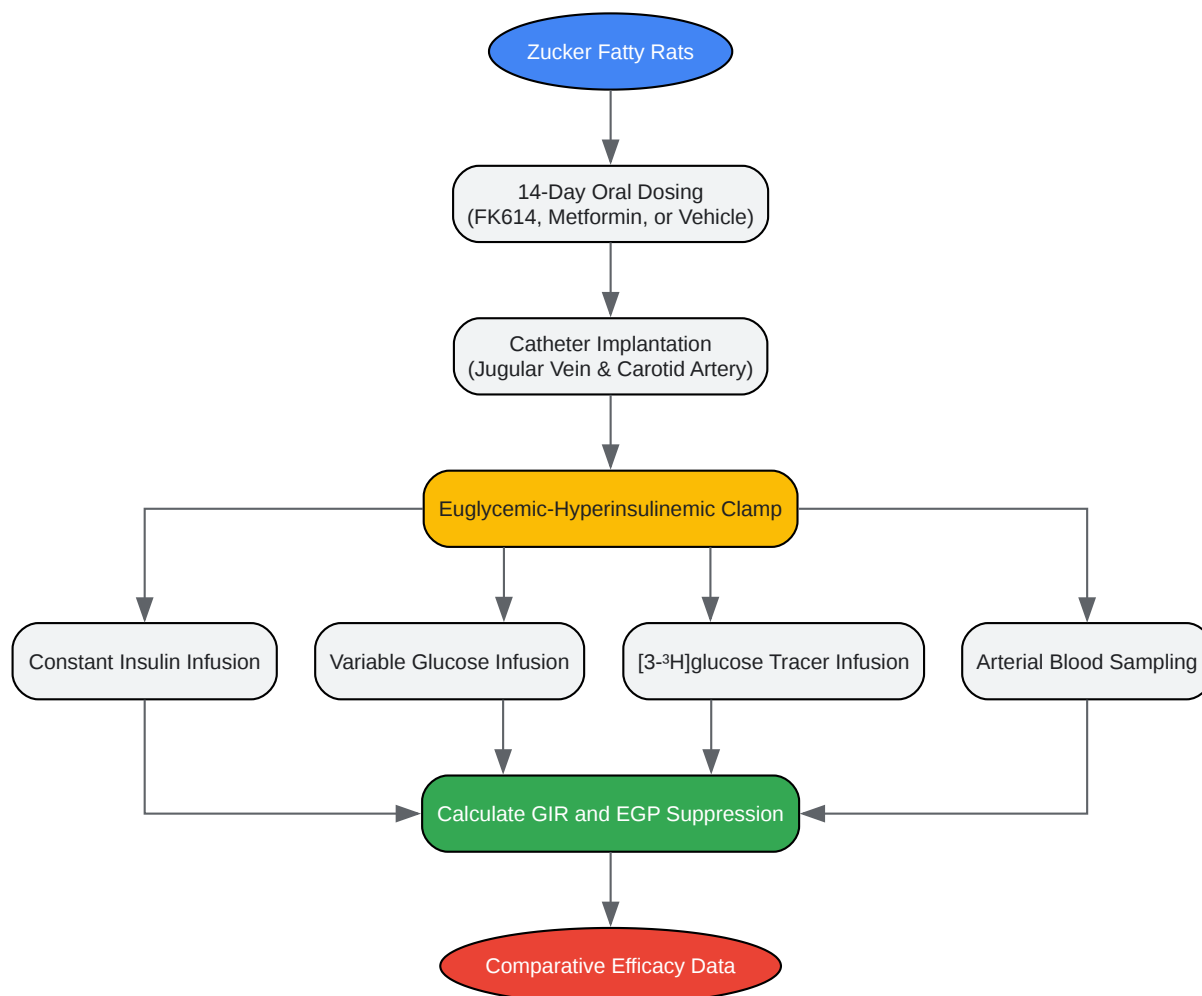 Zucker Fatty Rats
14-Day Oral Dosing
(FK614, Metformin, or Vehicle)
Catheter Implantation
(Jugular Vein & Carotid Artery)
Euglycemic-Hyperinsulinemic Clamp
Constant Insulin Infusion
Variable Glucose Infusion
[3-³H]glucose Tracer Infusion
Arterial Blood Sampling
Calculate GIR and EGP Suppression
Comparative Efficacy Data